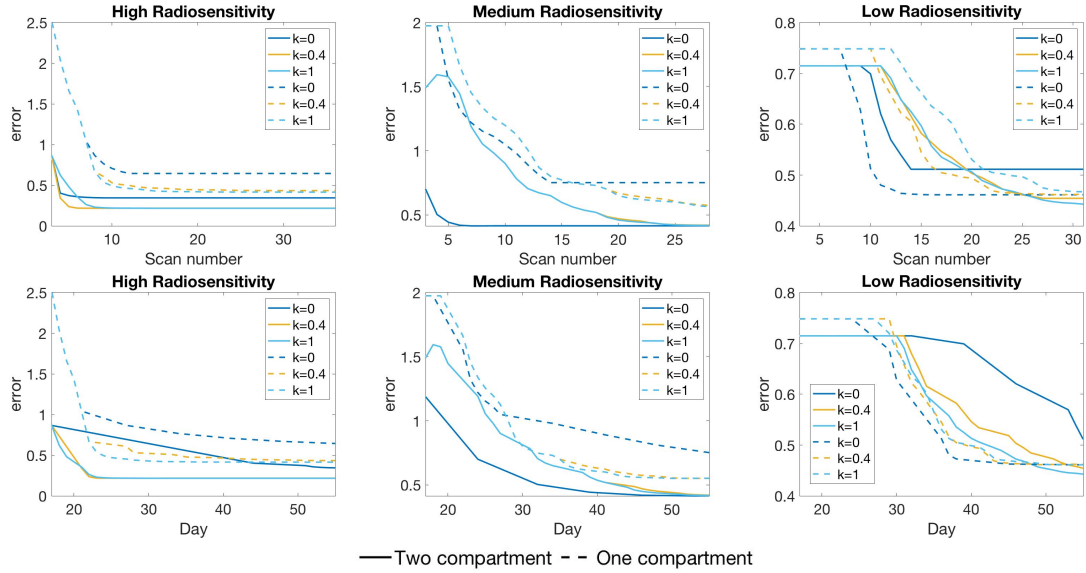 High Radiosensitivity
2.5
2
1.5
1
0.5
0
error
10
20
30
Scan number
k=0
k=0.4
k=1
k=0
k=0.4
k=1
Medium Radiosensitivity
2
1.5
1
0.5
error
5
10
15
20
25
Scan number
k=0
k=0.4
k=1
k=0
k=0.4
k=1
Low Radiosensitivity
0.8
0.7
0.6
0.5
0.4
error
5
10
15
20
25
30
Scan number
k=0
k=0.4
k=1
k=0
k=0.4
k=1
High Radiosensitivity
2.5
2
1.5
1
0.5
0
error
20
30
40
50
Day
k=0
k=0.4
k=1
k=0
k=0.4
k=1
Medium Radiosensitivity
2
1.5
1
0.5
error
20
30
40
50
Day
k=0
k=0.4
k=1
k=0
k=0.4
k=1
Low Radiosensitivity
0.8
0.7
0.6
0.5
0.4
error
20
30
40
50
Day
k=0
k=0.4
k=1
k=0
k=0.4
k=1
Two compartment One compartment